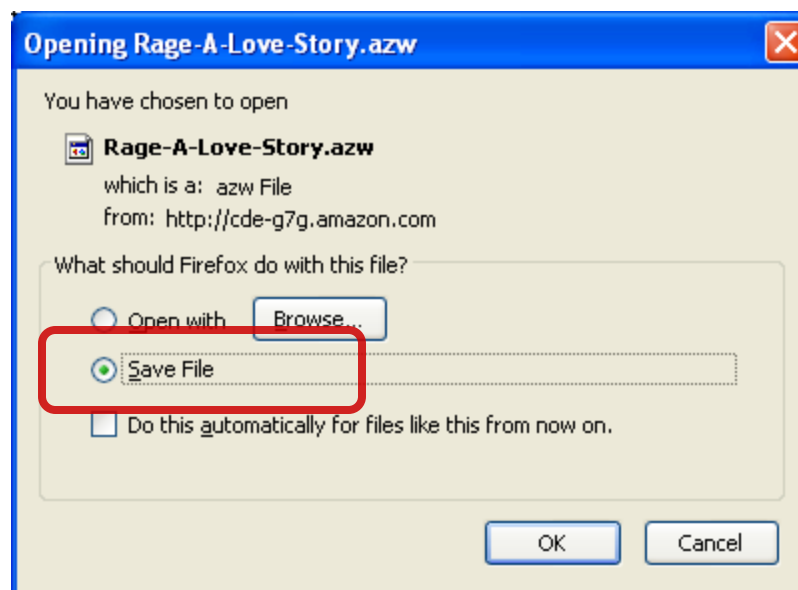 Opening Rage-A-Love-Story.azw
You have chosen to open
Rage-A-Love-Story.azw
which is a: azw File
from: http://cde-g7g.amazon.com
What should Firefox do with this file?
Open with Browse...
Save File
Do this automatically for files like this from now on.
OK Cancel